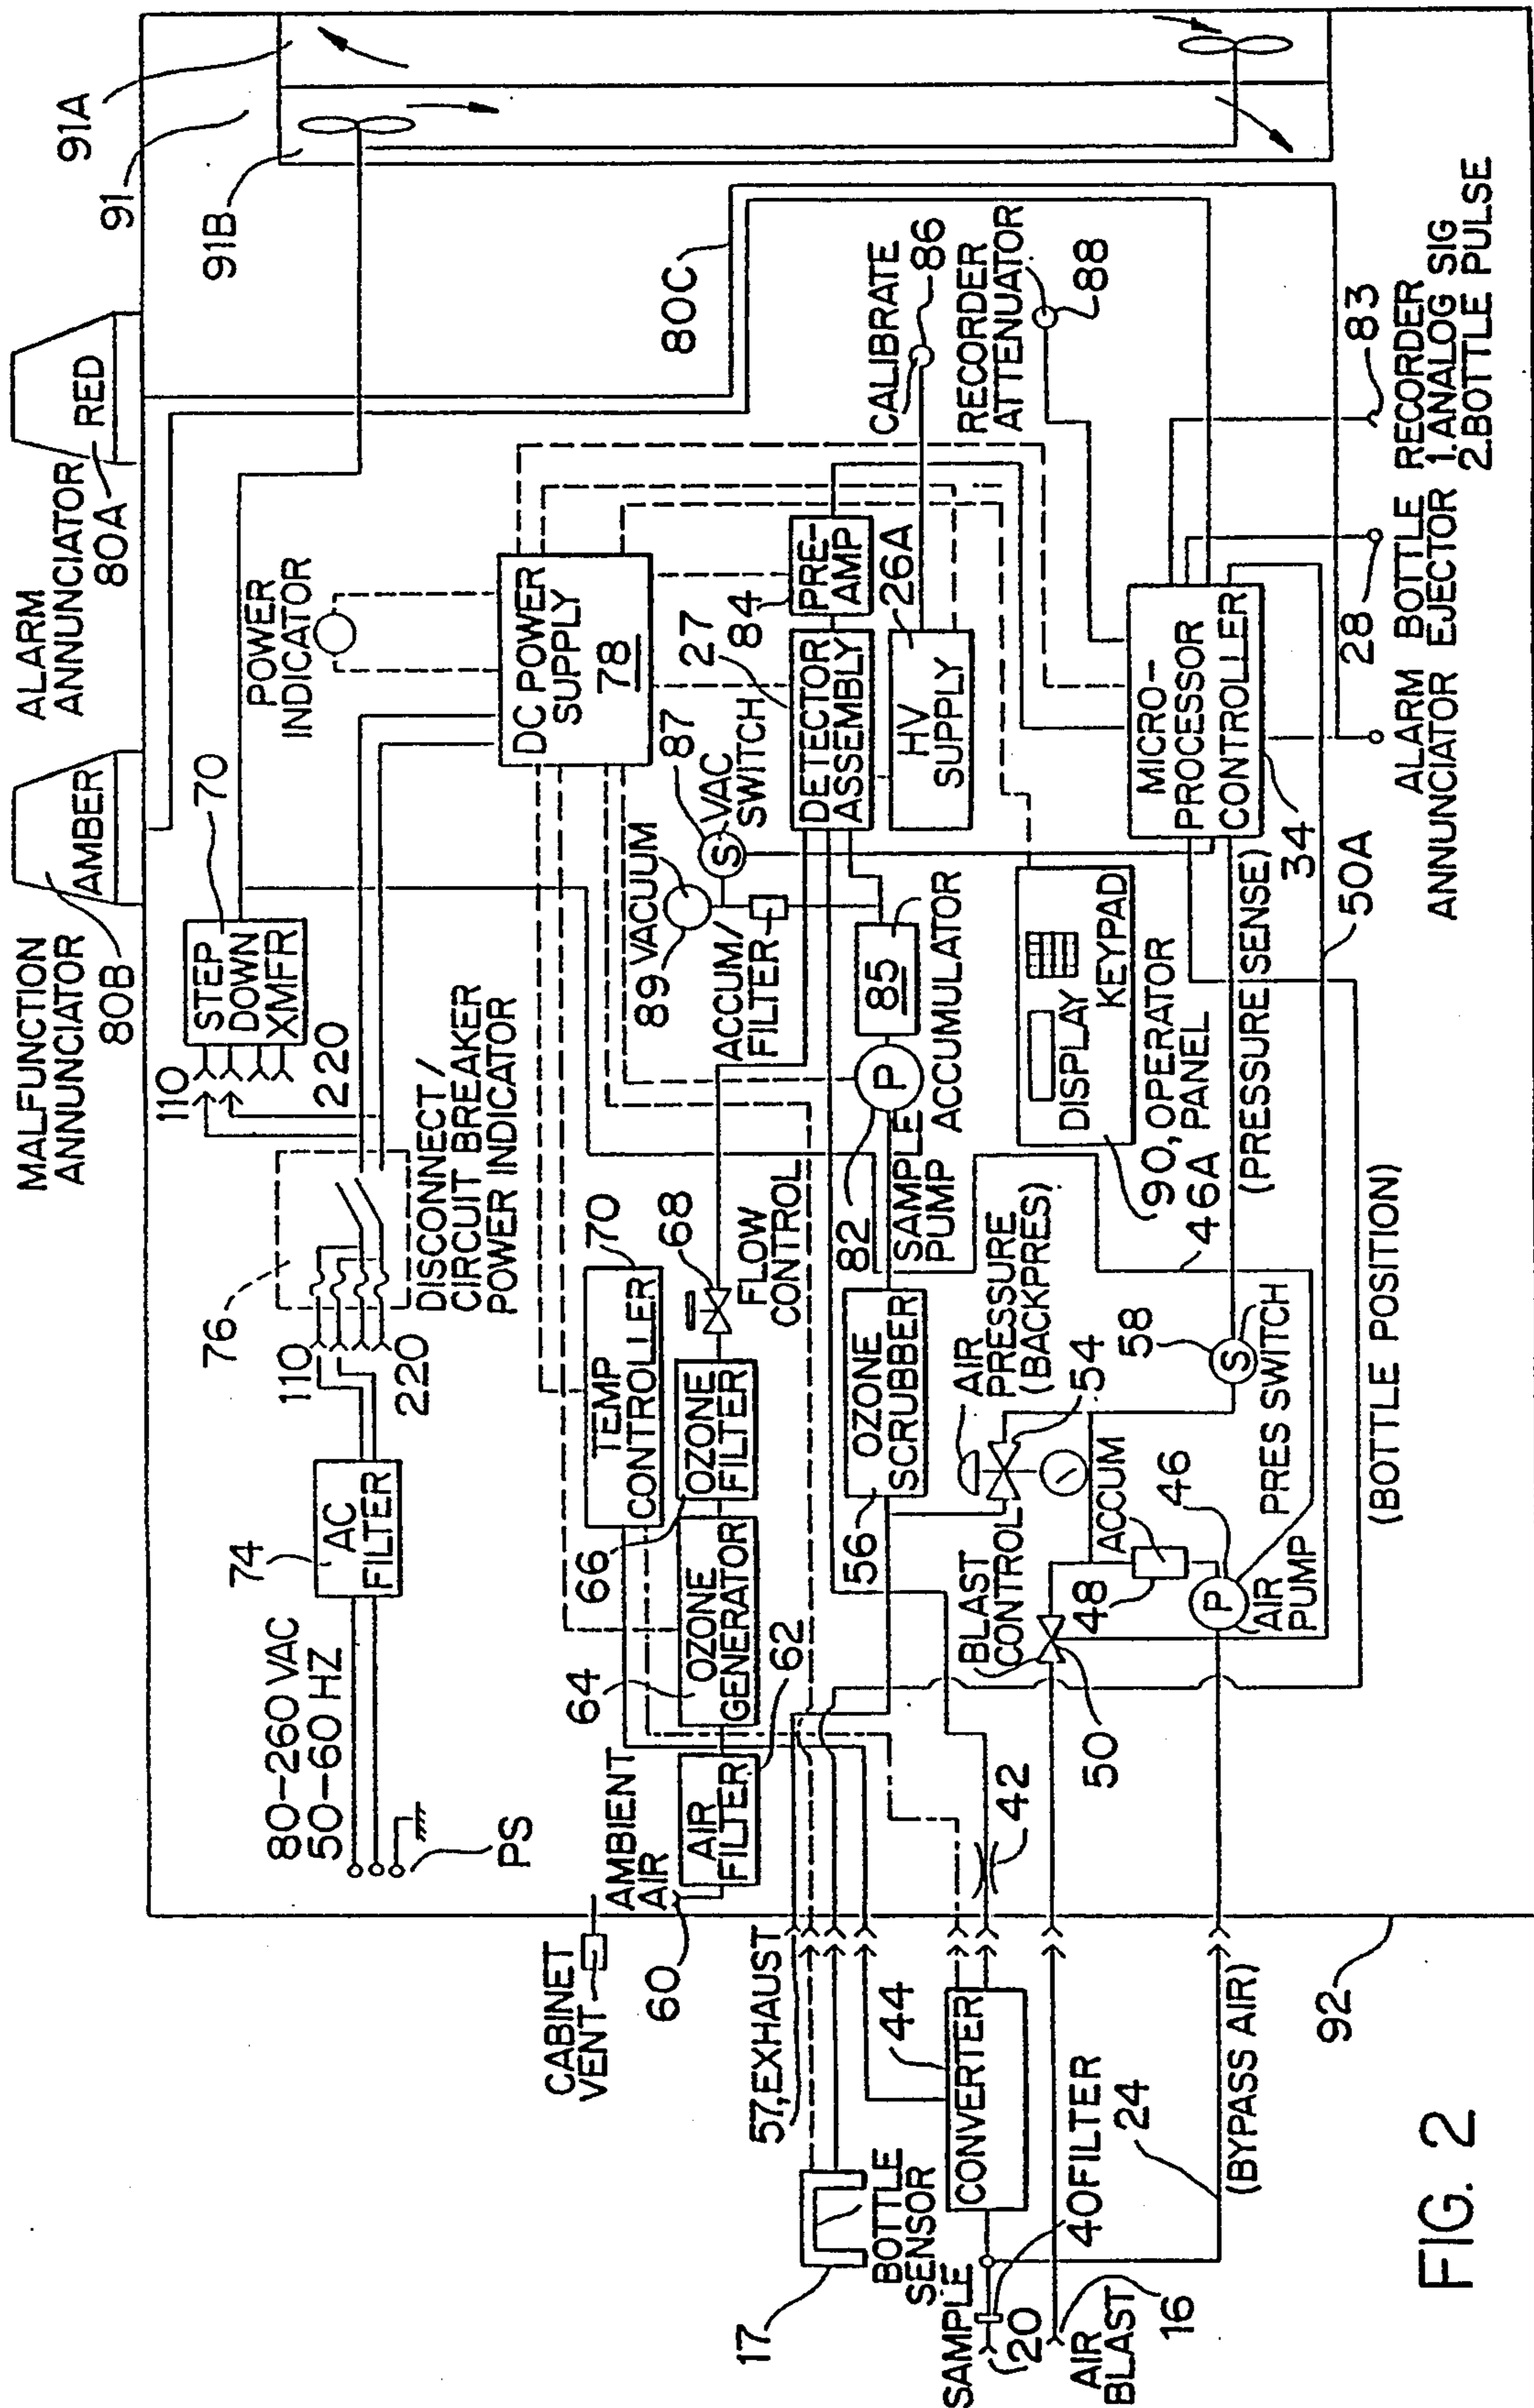 MALFUNCTION
ANNUNCIATOR
80B
AMBER
ALARM
ANNUNCIATOR
80A
RED
91
91A
91B
80-260 VAC
50-60 HZ
PS
74
AC
FILTER
110
220
76
DISCONNECT/
CIRCUIT BREAKER
POWER INDICATOR
110
220
STEP
DOWN
XMFR
70
POWER
INDICATOR
DC POWER
SUPPLY
78
80C
CABINET
VENT
AMBIENT
AIR
60
AIR
FILTER
62
64
OZONE
GENERATOR
66
OZONE
FILTER
TEMP
CONTROLLER
70
68
FLOW
CONTROL
89
VACUUM
ACCUM/
FILTER
87
VAC
SWITCH
S
27
DETECTOR
ASSEMBLY
84
PRE-
AMP
HV
SUPPLY
26A
CALIBRATE
86
RECORDER
ATTENUATOR
88
57, EXHAUST
56
OZONE
SCRUBBER
82
SAMPLE
PUMP
P
85
ACCUMULATOR
17
BOTTLE
SENSOR
44
CONVERTER
42
SAMPLE
20
40 FILTER
AIR
BLAST
16
24
(BYPASS AIR)
BLAST
CONTROL
50
AIR
PRESSURE
(BACKPRES)
54
ACCUM
48
46
P
AIR
PUMP
58
S
PRES SWITCH
DISPLAY
KEYPAD
90, OPERATOR
PANEL
46A
(PRESSURE SENSE)
MICRO-
PROCESSOR
CONTROLLER
34
50A
(BOTTLE POSITION)
28
83
ALARM
ANNUNCIATOR
BOTTLE
EJECTOR
RECORDER
1. ANALOG SIG
2. BOTTLE PULSE
92
FIG. 2